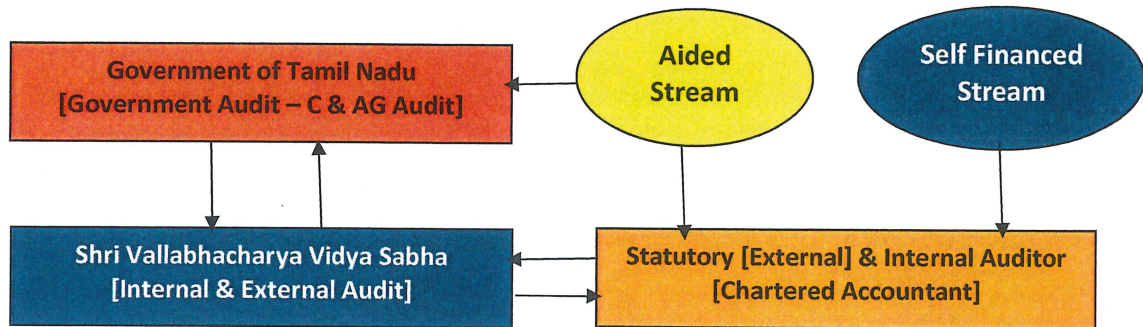 Government of Tamil Nadu
[Government Audit – C & AG Audit]
Aided
Stream
Self Financed
Stream
Shri Vallabhacharya Vidya Sabha
[Internal & External Audit]
Statutory [External] & Internal Auditor
[Chartered Accountant]